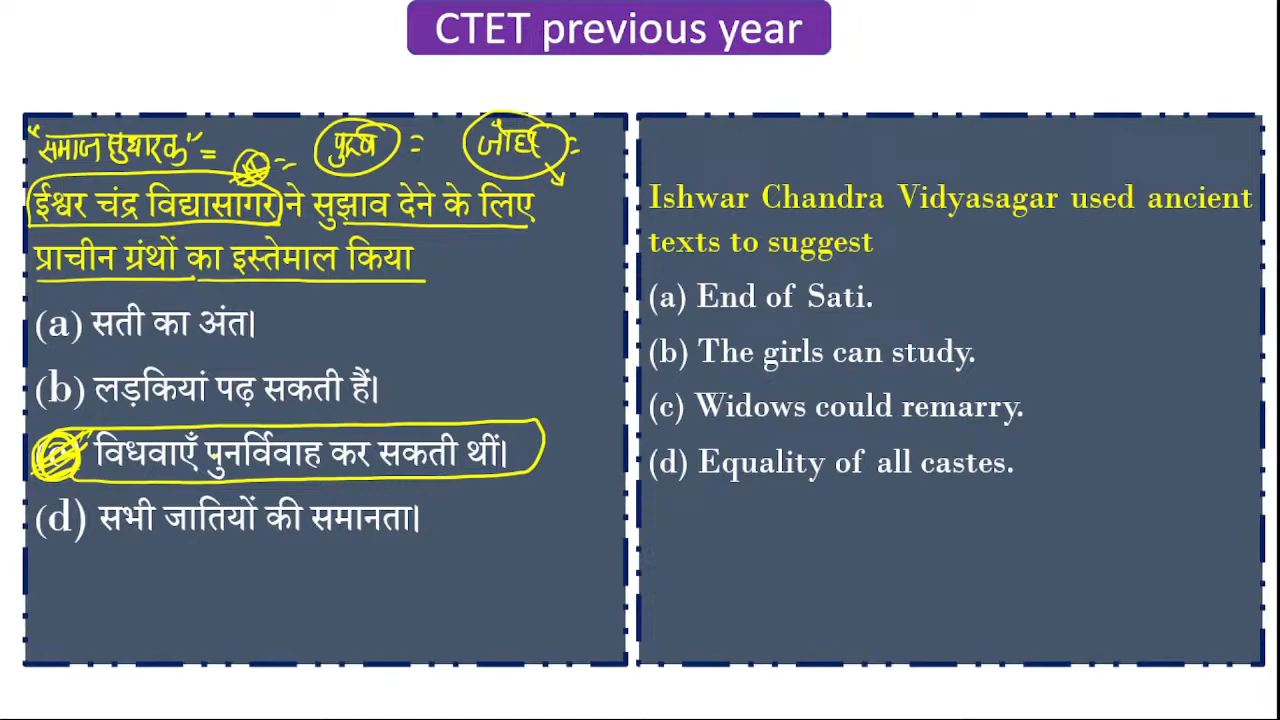 CTET previous year
"समाज सुधारक" = = पुरुष = जौहर =
ईश्वर चंद्र विद्यासागर ने सुझाव देने के लिए
प्राचीन ग्रंथों का इस्तेमाल किया
(a) सती का अंत।
(b) लड़कियां पढ़ सकती हैं।
विधवाएँ पुनर्विवाह कर सकती थीं।
(d) सभी जातियों की समानता।
Ishwar Chandra Vidyasagar used ancient
texts to suggest
(a) End of Sati.
(b) The girls can study.
(c) Widows could remarry.
(d) Equality of all castes.